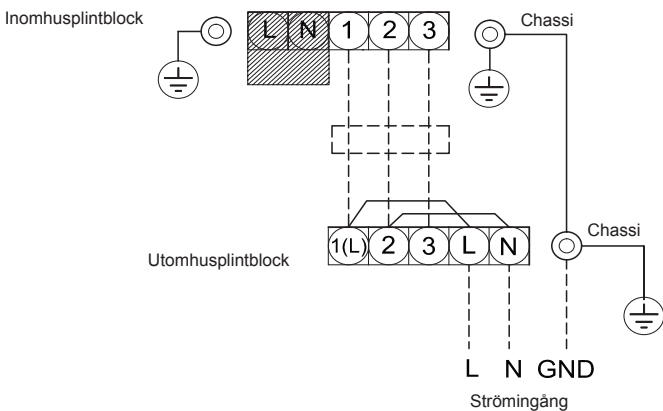 Inomhusplintblock
L N 1 2 3
Chassi
Chassi
1(L) 2 3 L N
Utomhusplintblock
L N GND
Strömingång